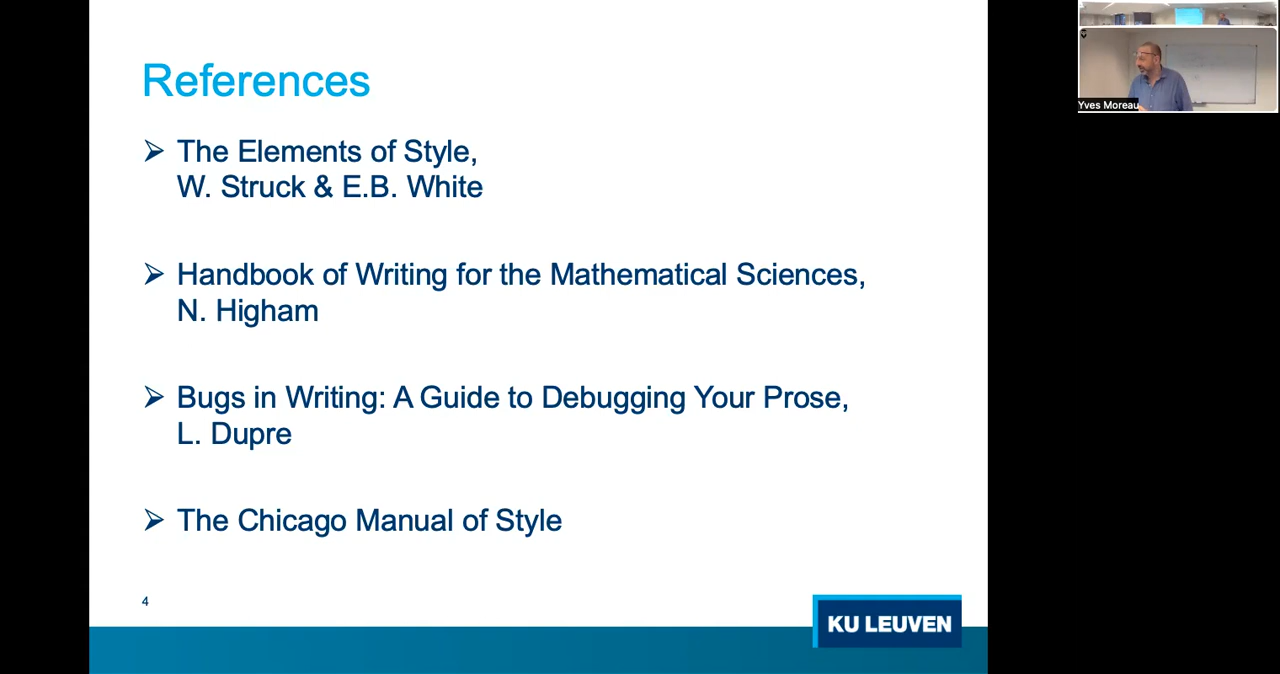 References
➢ The Elements of Style,
W. Struck & E.B. White
➢ Handbook of Writing for the Mathematical Sciences,
N. Higham
➢ Bugs in Writing: A Guide to Debugging Your Prose,
L. Dupre
➢ The Chicago Manual of Style
4
KU LEUVEN
Yves Moreau